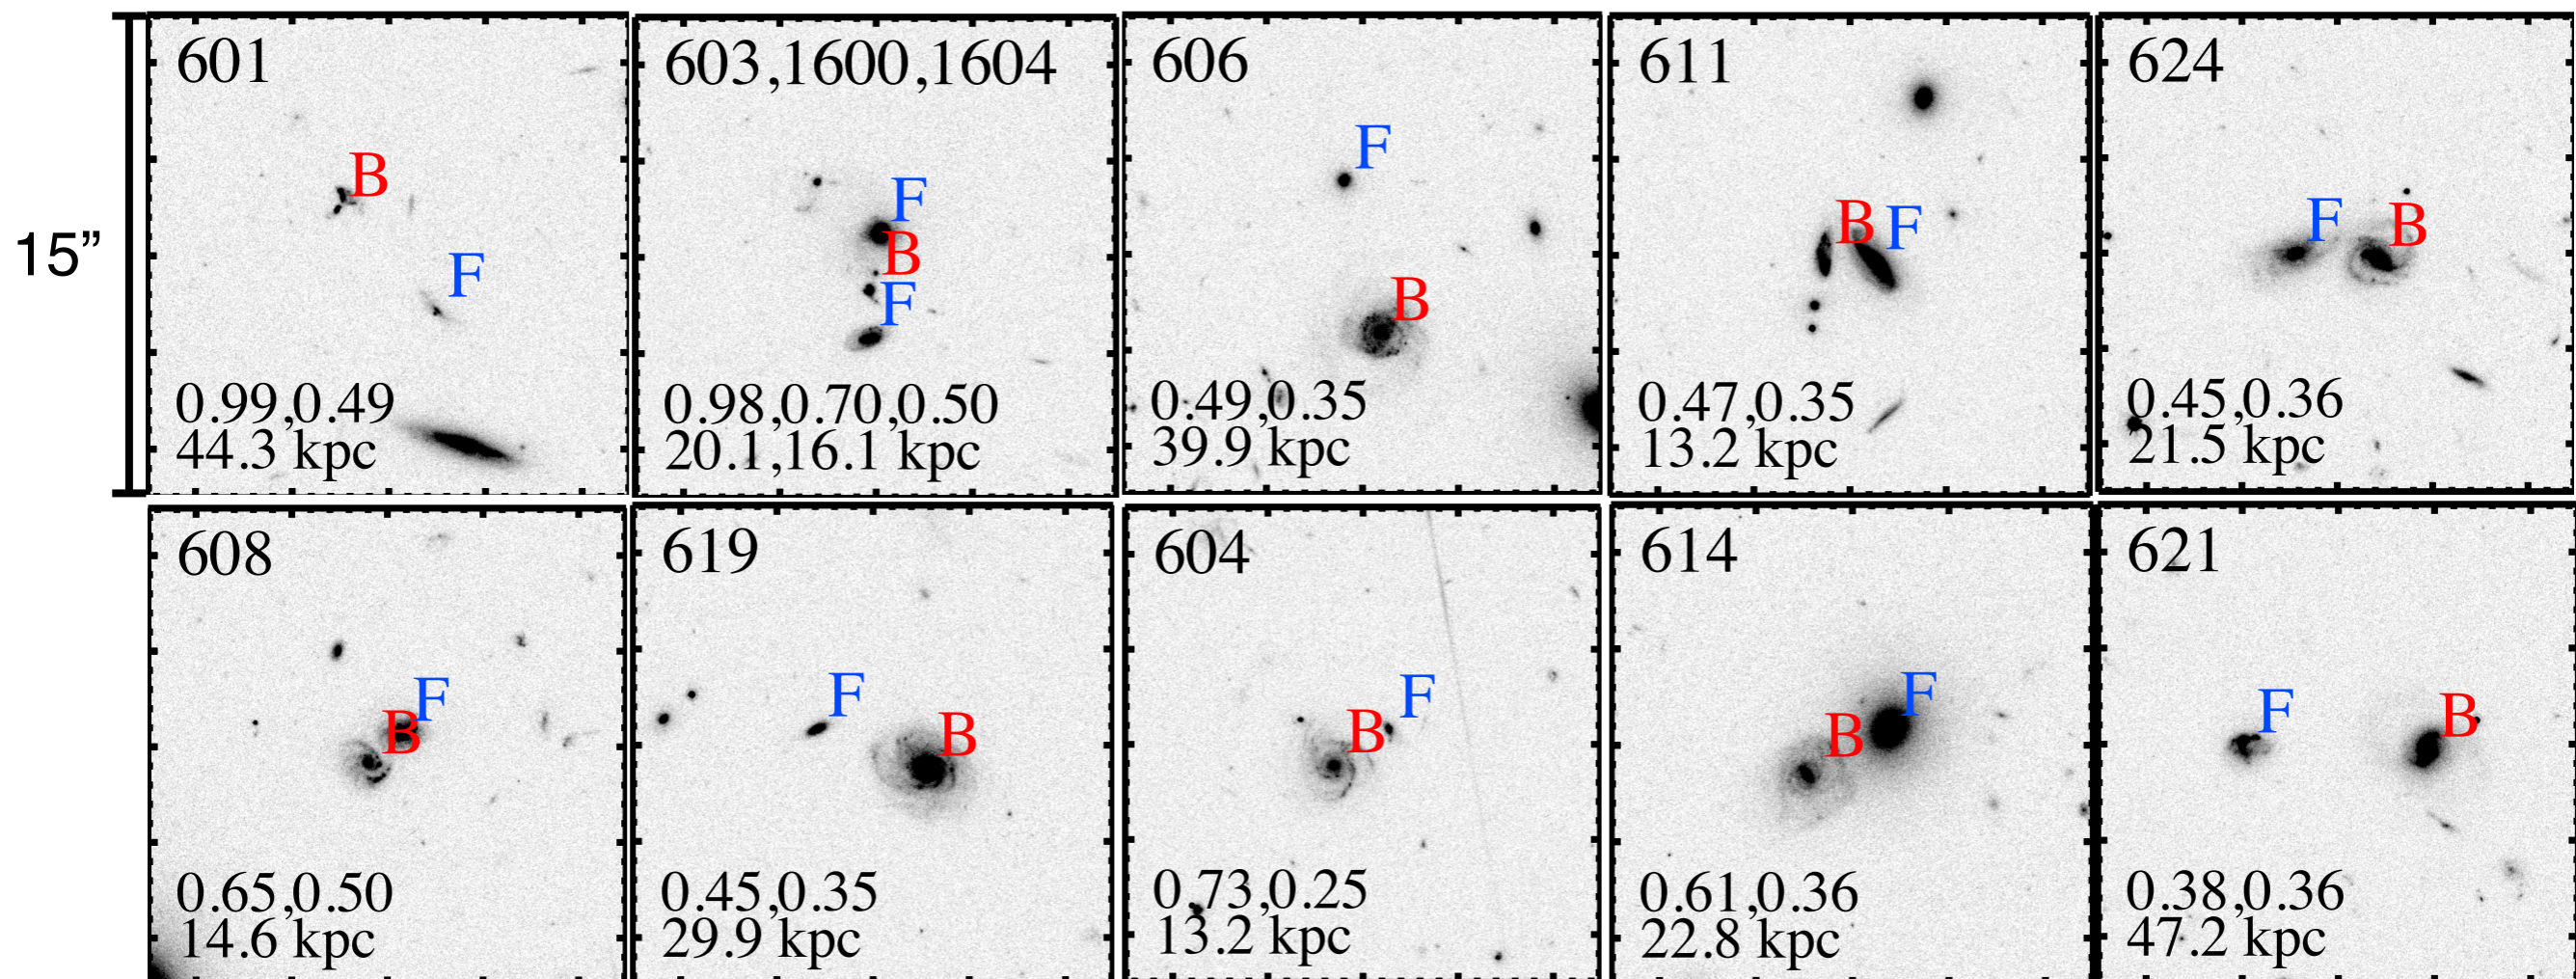 15”
601
B
F
0.99,0.49
44.3 kpc
603,1600,1604
F
B
F
0.98,0.70,0.50
20.1,16.1 kpc
606
F
B
0.49,0.35
39.9 kpc
611
B F
0.47,0.35
13.2 kpc
624
F B
0.45,0.36
21.5 kpc
608
F
B
0.65,0.50
14.6 kpc
619
F
B
0.45,0.35
29.9 kpc
604
F
B
0.73,0.25
13.2 kpc
614
F
B
0.61,0.36
22.8 kpc
621
F B
0.38,0.36
47.2 kpc